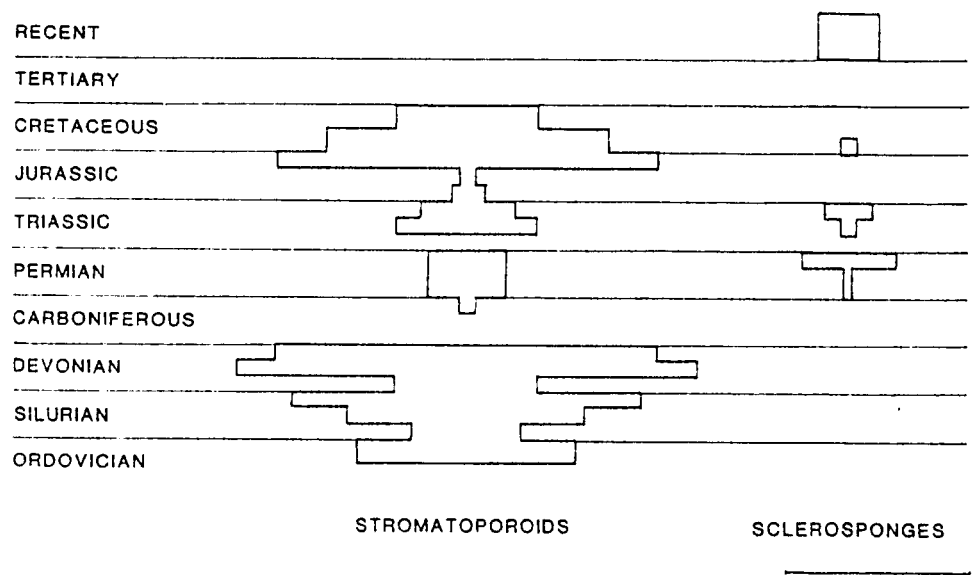 RECENT
TERTIARY
CRETACEOUS
JURASSIC
TRIASSIC
PERMIAN
CARBONIFEROUS
DEVONIAN
SILURIAN
ORDOVICIAN
STROMATOPOROIDS
SCLEROSPONGES